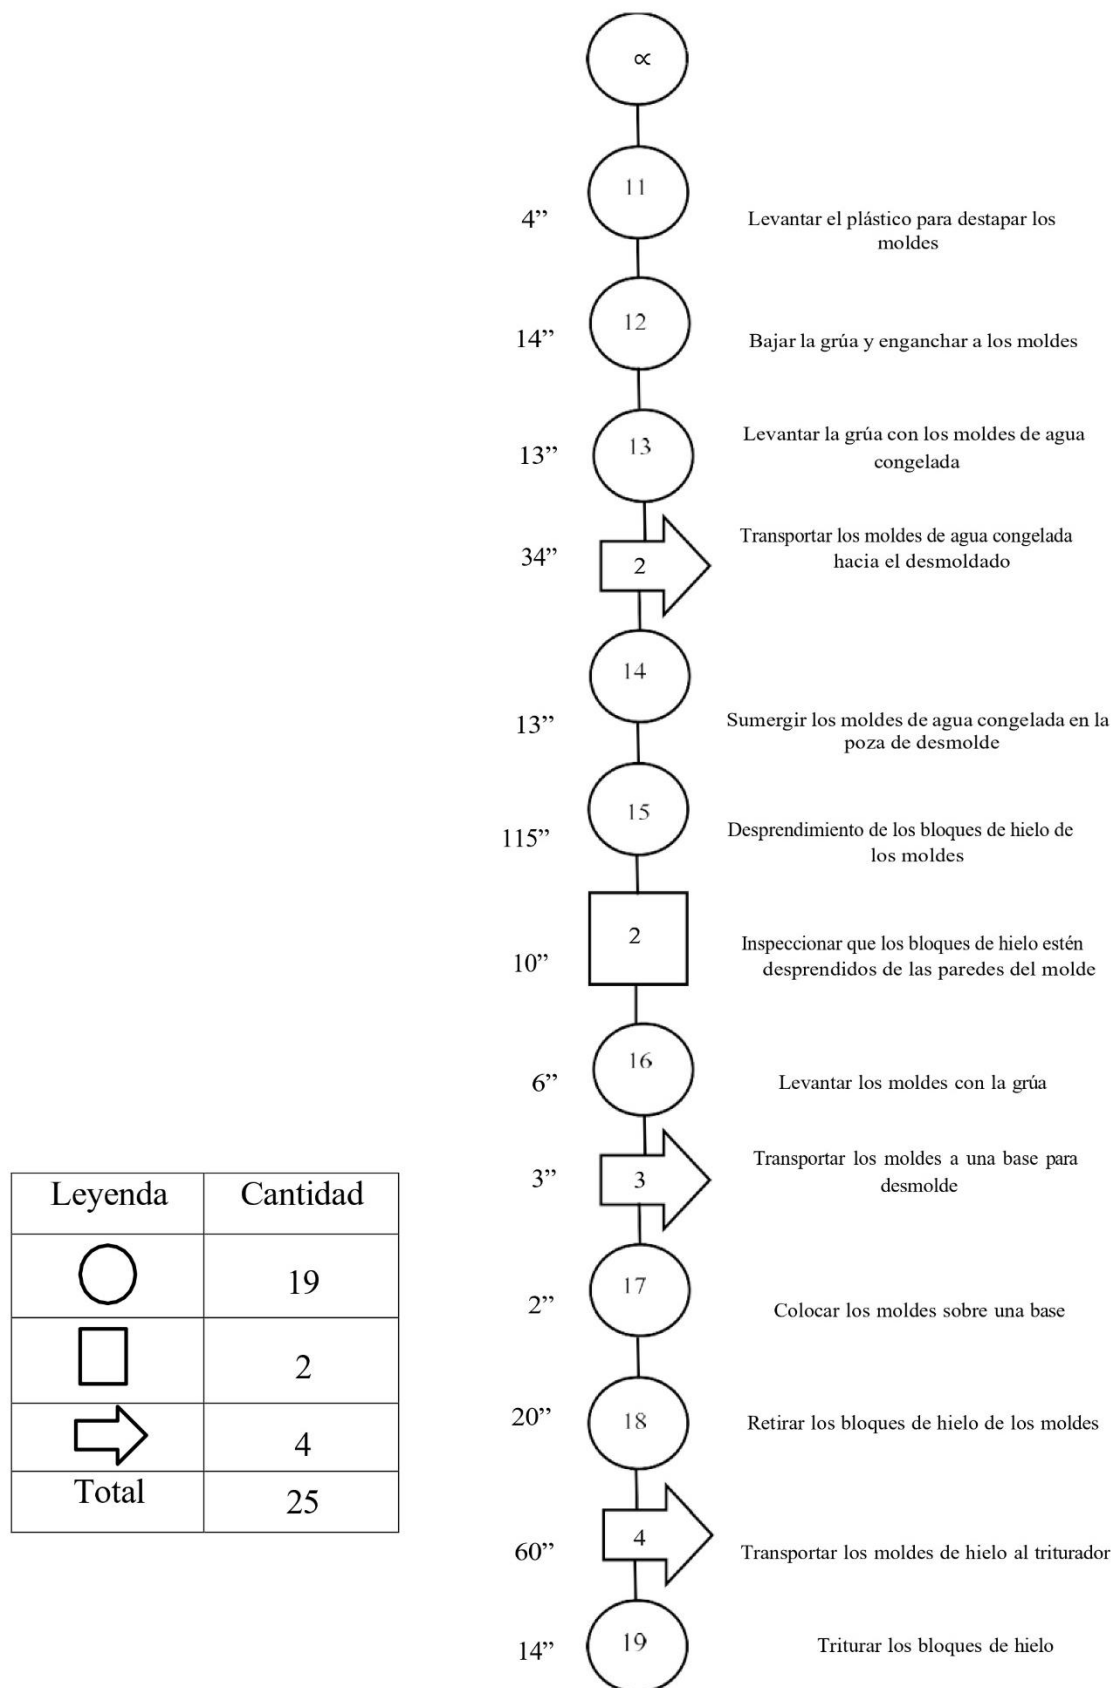 ∝
11
4”
Levantar el plástico para destapar los
moldes
12
14”
Bajar la grúa y enganchar a los moldes
13
13”
Levantar la grúa con los moldes de agua
congelada
34”
2
Transportar los moldes de agua congelada
hacia el desmoldado
14
13”
Sumergir los moldes de agua congelada en la
poza de desmolde
15
115”
Desprendimiento de los bloques de hielo de
los moldes
2
10”
Inspeccionar que los bloques de hielo estén
desprendidos de las paredes del molde
16
6”
Levantar los moldes con la grúa
3”
3
Transportar los moldes a una base para
desmolde
17
2”
Colocar los moldes sobre una base
20”
18
Retirar los bloques de hielo de los moldes
4
60”
Transportar los moldes de hielo al triturador
19
14”
Triturar los bloques de hielo
Leyenda Cantidad
19
2
4
Total 25